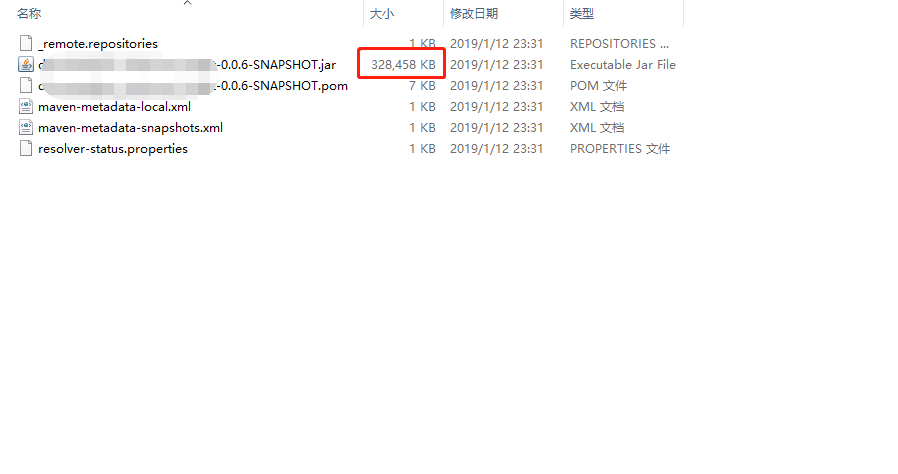 名称 大小 修改日期 类型
_remote.repositories 1 KB 2019/1/12 23:31 REPOSITORIES ...
-0.0.6-SNAPSHOT.jar 328,458 KB 2019/1/12 23:31 Executable Jar File
-0.0.6-SNAPSHOT.pom 7 KB 2019/1/12 23:31 POM 文件
maven-metadata-local.xml 1 KB 2019/1/12 23:31 XML 文档
maven-metadata-snapshots.xml 1 KB 2019/1/12 23:31 XML 文档
resolver-status.properties 1 KB 2019/1/12 23:31 PROPERTIES 文件